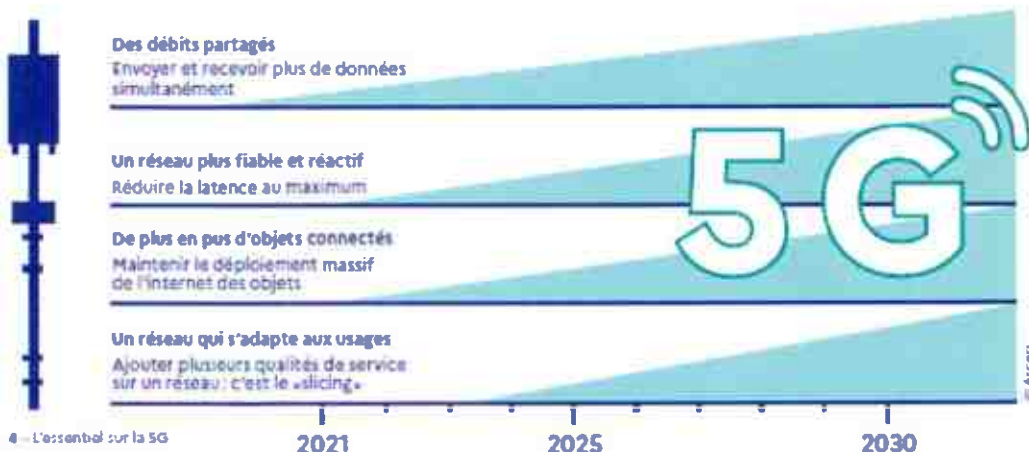 Des débits partagés
Envoyer et recevoir plus de données
simultanément
Un réseau plus fiable et réactif
Réduire la latence au maximum
De plus en pus d'objets connectés
Maintenir le déploiement massif
de l'internet des objets
Un réseau qui s'adapte aux usages
Ajouter plusieurs qualités de service
sur un réseau: c'est le «slicing»
5G
2021 2025 2030
4 – L'essentiel sur la 5G